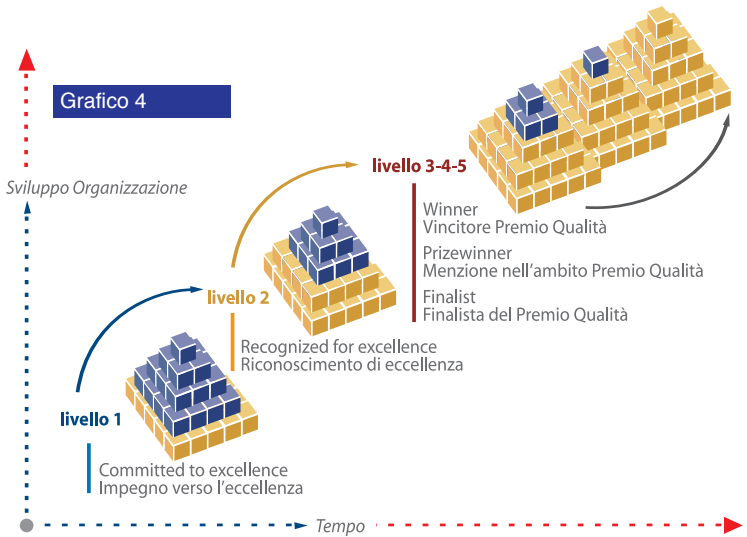 Grafico 4
Sviluppo Organizzazione
livello 3-4-5
Winner
Vincitore Premio Qualità
Prizewinner
Menzione nell'ambito Premio Qualità
Finalist
Finalista del Premio Qualità
livello 2
Recognized for excellence
Riconoscimento di eccellenza
livello 1
Committed to excellence
Impegno verso l'eccellenza
Tempo